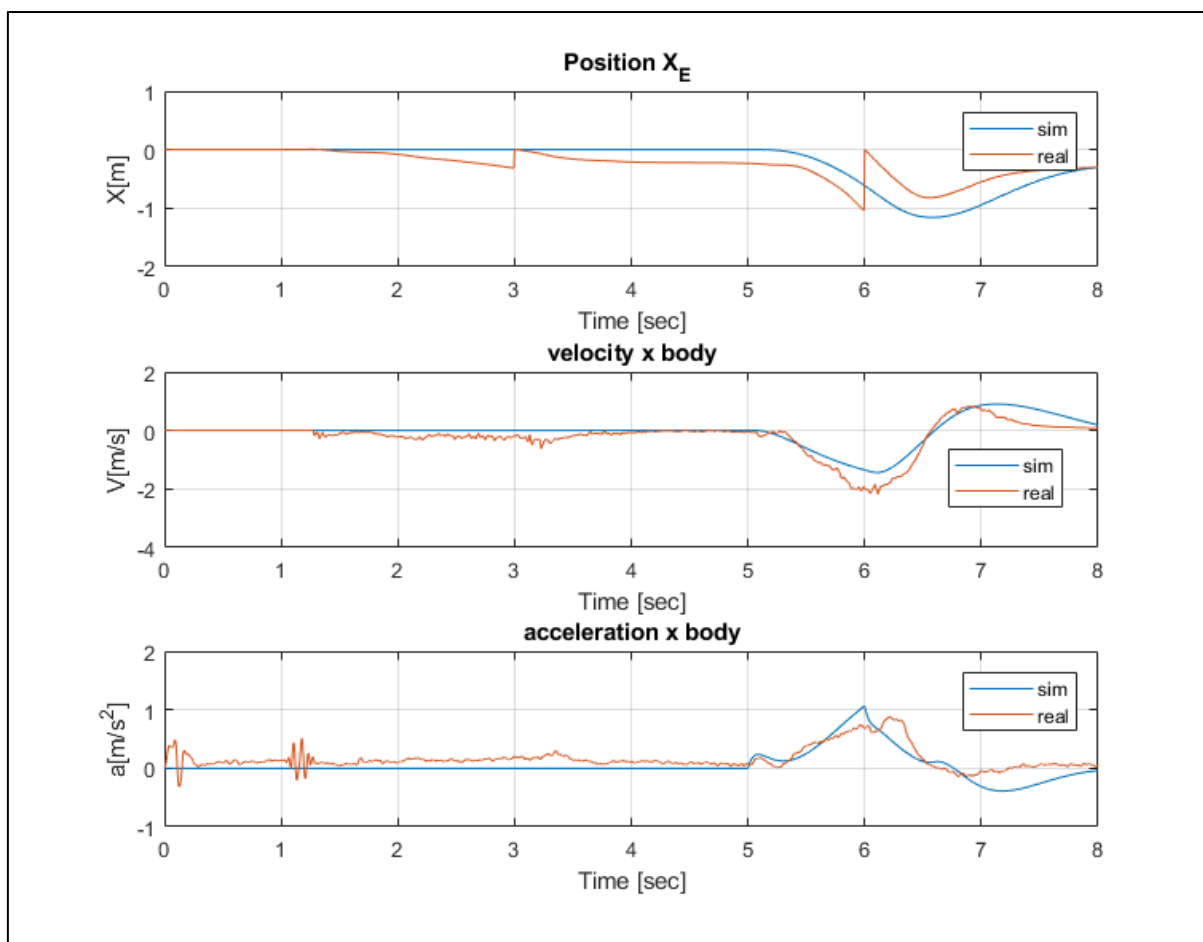 Position X_E
1
0
-1
-2
X[m]
sim
real
0 1 2 3 4 5 6 7 8
Time [sec]
velocity x body
2
0
-2
-4
V[m/s]
sim
real
0 1 2 3 4 5 6 7 8
Time [sec]
acceleration x body
2
1
0
-1
a[m/s²]
sim
real
0 1 2 3 4 5 6 7 8
Time [sec]